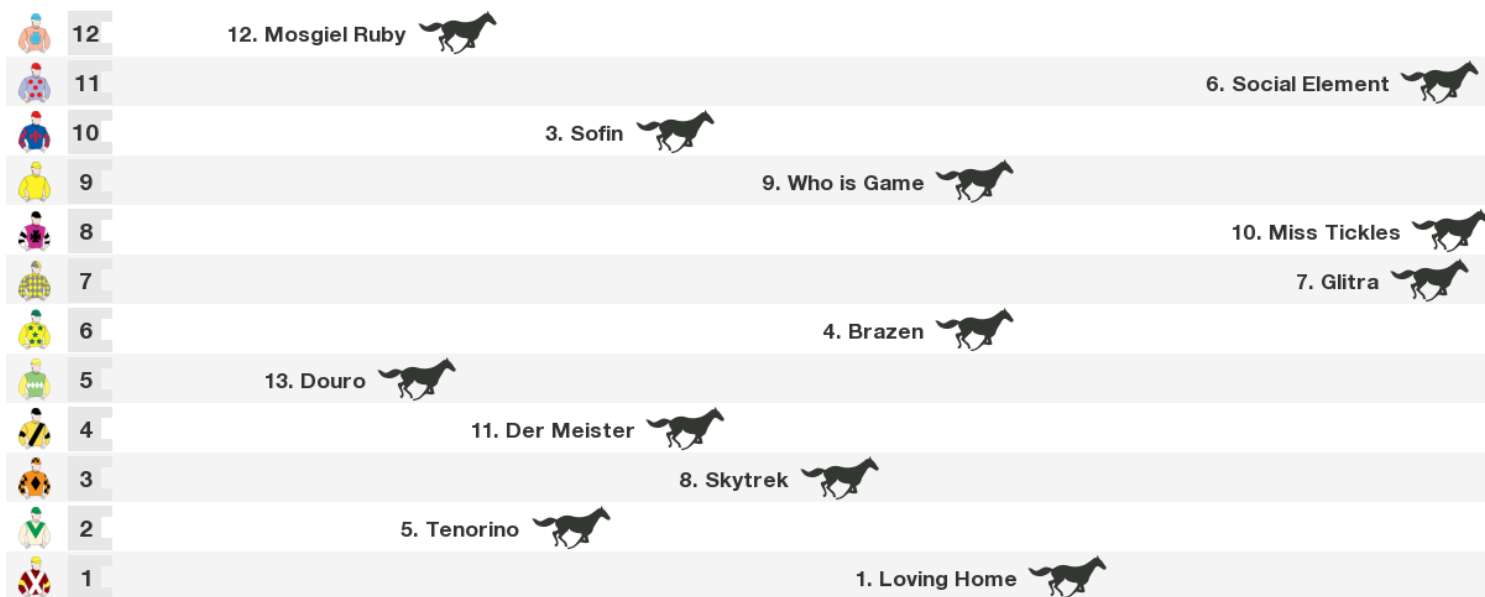 12 12. Mosgiel Ruby
11 6. Social Element
10 3. Sofin
9 9. Who is Game
8 10. Miss Tickles
7 7. Glitra
6 4. Brazen
5 13. Douro
4 11. Der Meister
3 8. Skytrek
2 5. Tenorino
1 1. Loving Home